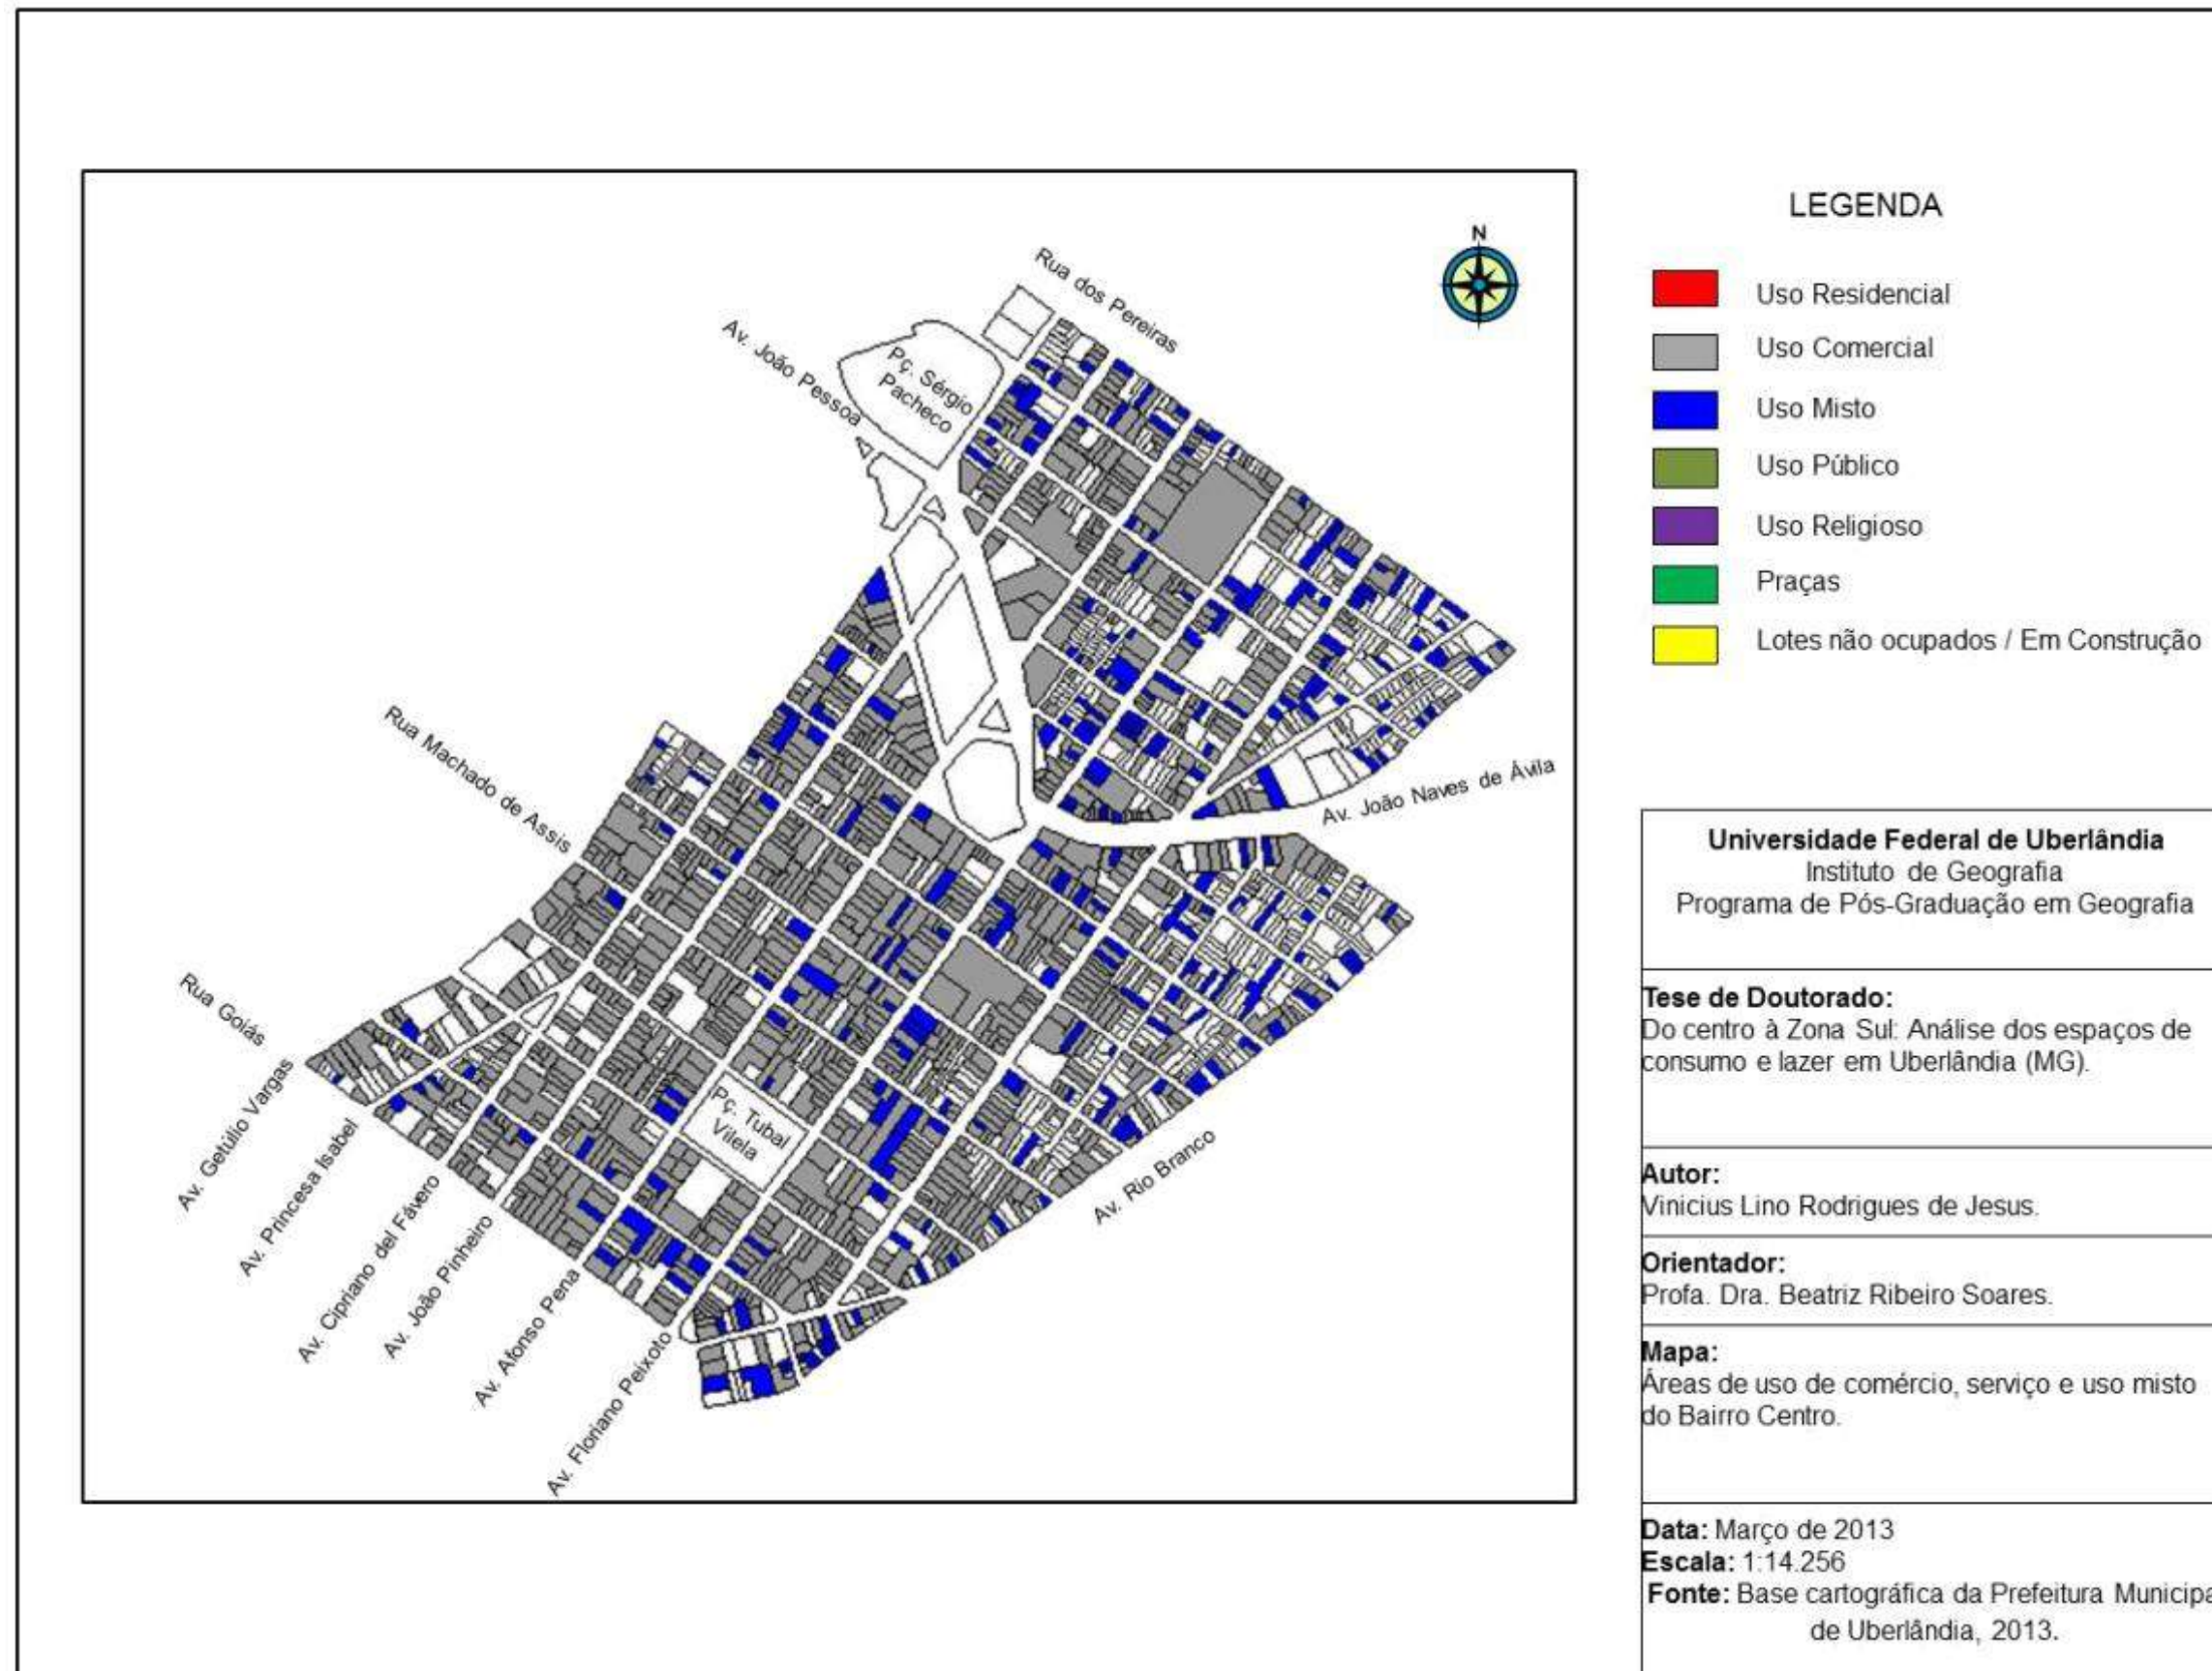 N
Rua dos Pereiras
Av. João Pessoa
Pç. Sérgio
Pacheco
Rua Machado de Assis
Av. João Naves de Ávila
Rua Goiás
Av. Getúlio Vargas
Av. Princesa Isabel
Av. Cipriano del Fávero
Av. João Pinheiro
Av. Afonso Pena
Av. Floriano Peixoto
Pç. Tubal
Vilela
Av. Rio Branco
LEGENDA
Uso Residencial
Uso Comercial
Uso Misto
Uso Público
Uso Religioso
Praças
Lotes não ocupados / Em Construção
Universidade Federal de Uberlândia
Instituto de Geografia
Programa de Pós-Graduação em Geografia
Tese de Doutorado:
Do centro à Zona Sul: Análise dos espaços de
consumo e lazer em Uberlândia (MG).
Autor:
Vinicius Lino Rodrigues de Jesus.
Orientador:
Profa. Dra. Beatriz Ribeiro Soares.
Mapa:
Áreas de uso de comércio, serviço e uso misto
do Bairro Centro.
Data: Março de 2013
Escala: 1:14.256
Fonte: Base cartográfica da Prefeitura Municipa
de Uberlândia, 2013.